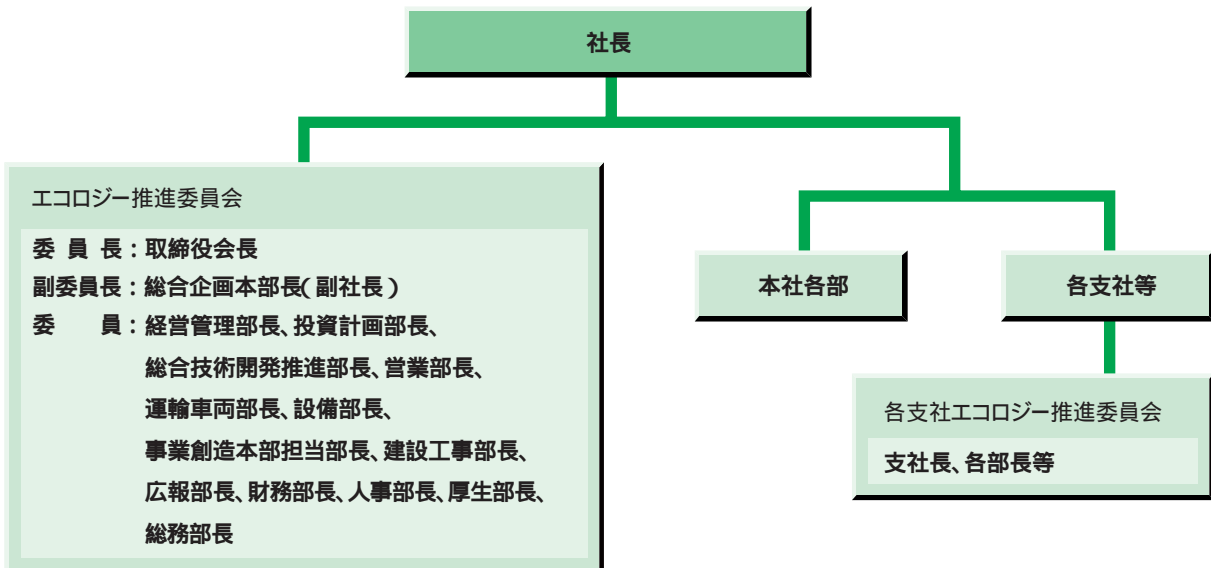 社長
エコロジー推進委員会
委 員 長：取締役会長
副委員長：総合企画本部長(副社長)
委　　員：経営管理部長、投資計画部長、
総合技術開発推進部長、営業部長、
運輸車両部長、設備部長、
事業創造本部担当部長、建設工事部長、
広報部長、財務部長、人事部長、厚生部長、
総務部長
本社各部
各支社等
各支社エコロジー推進委員会
支社長、各部長等